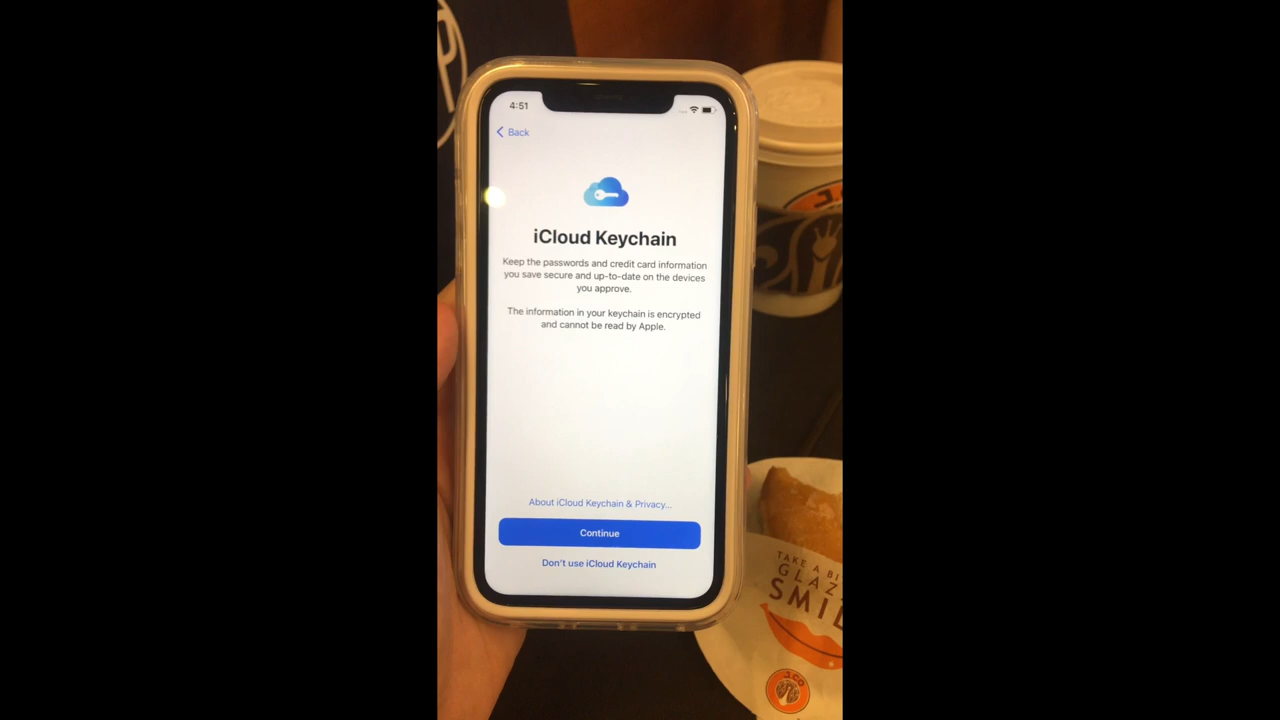 4:51
Back
iCloud Keychain
Keep the passwords and credit card information
you save secure and up-to-date on the devices
you approve.
The information in your keychain is encrypted
and cannot be read by Apple.
About iCloud Keychain & Privacy...
Continue
Don't use iCloud Keychain
J.CO
TAKE A BI
GLAZ
SMIL
J.CO